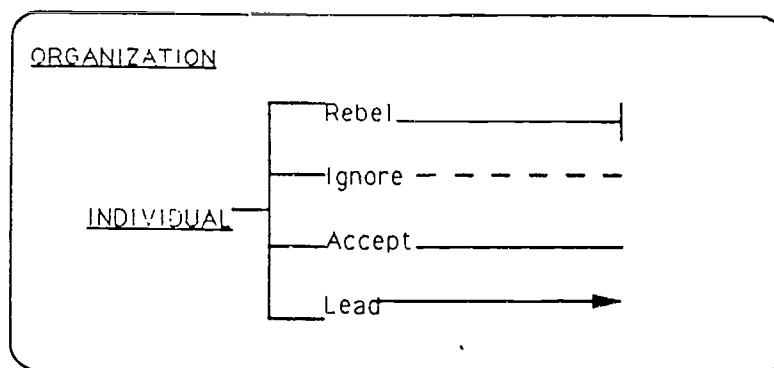 ORGANIZATION
Rebel
Ignore
INDIVIDUAL
Accept
Lead